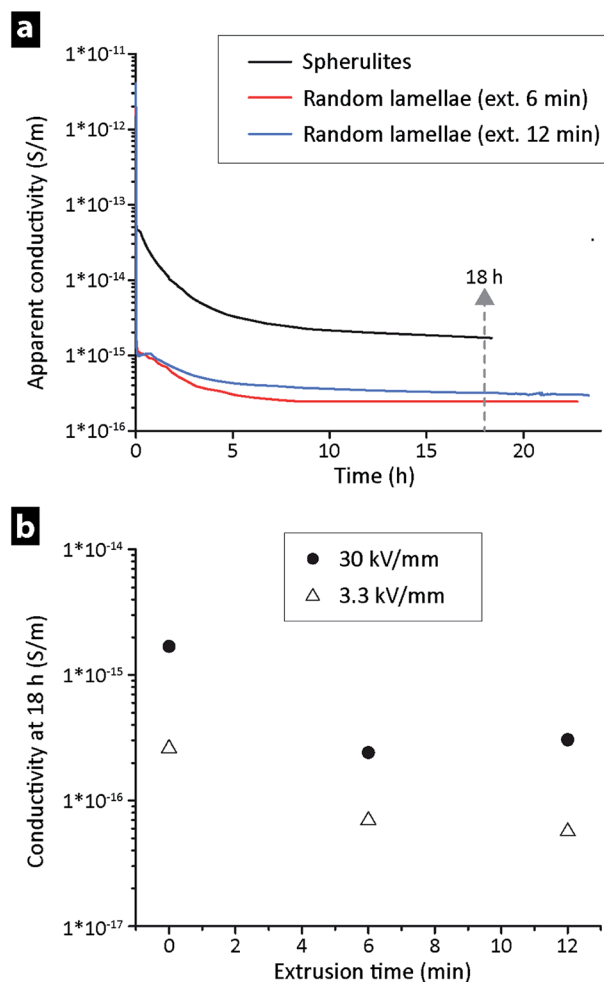 a
1*10-11
1*10-12
1*10-13
1*10-14
1*10-15
1*10-16
Apparent conductivity (S/m)
Spherulites
Random lamellae (ext. 6 min)
Random lamellae (ext. 12 min)
18 h
0 5 10 15 20
Time (h)
b
1*10-14
1*10-15
1*10-16
1*10-17
Conductivity at 18 h (S/m)
30 kV/mm
3.3 kV/mm
0 2 4 6 8 10 12
Extrusion time (min)